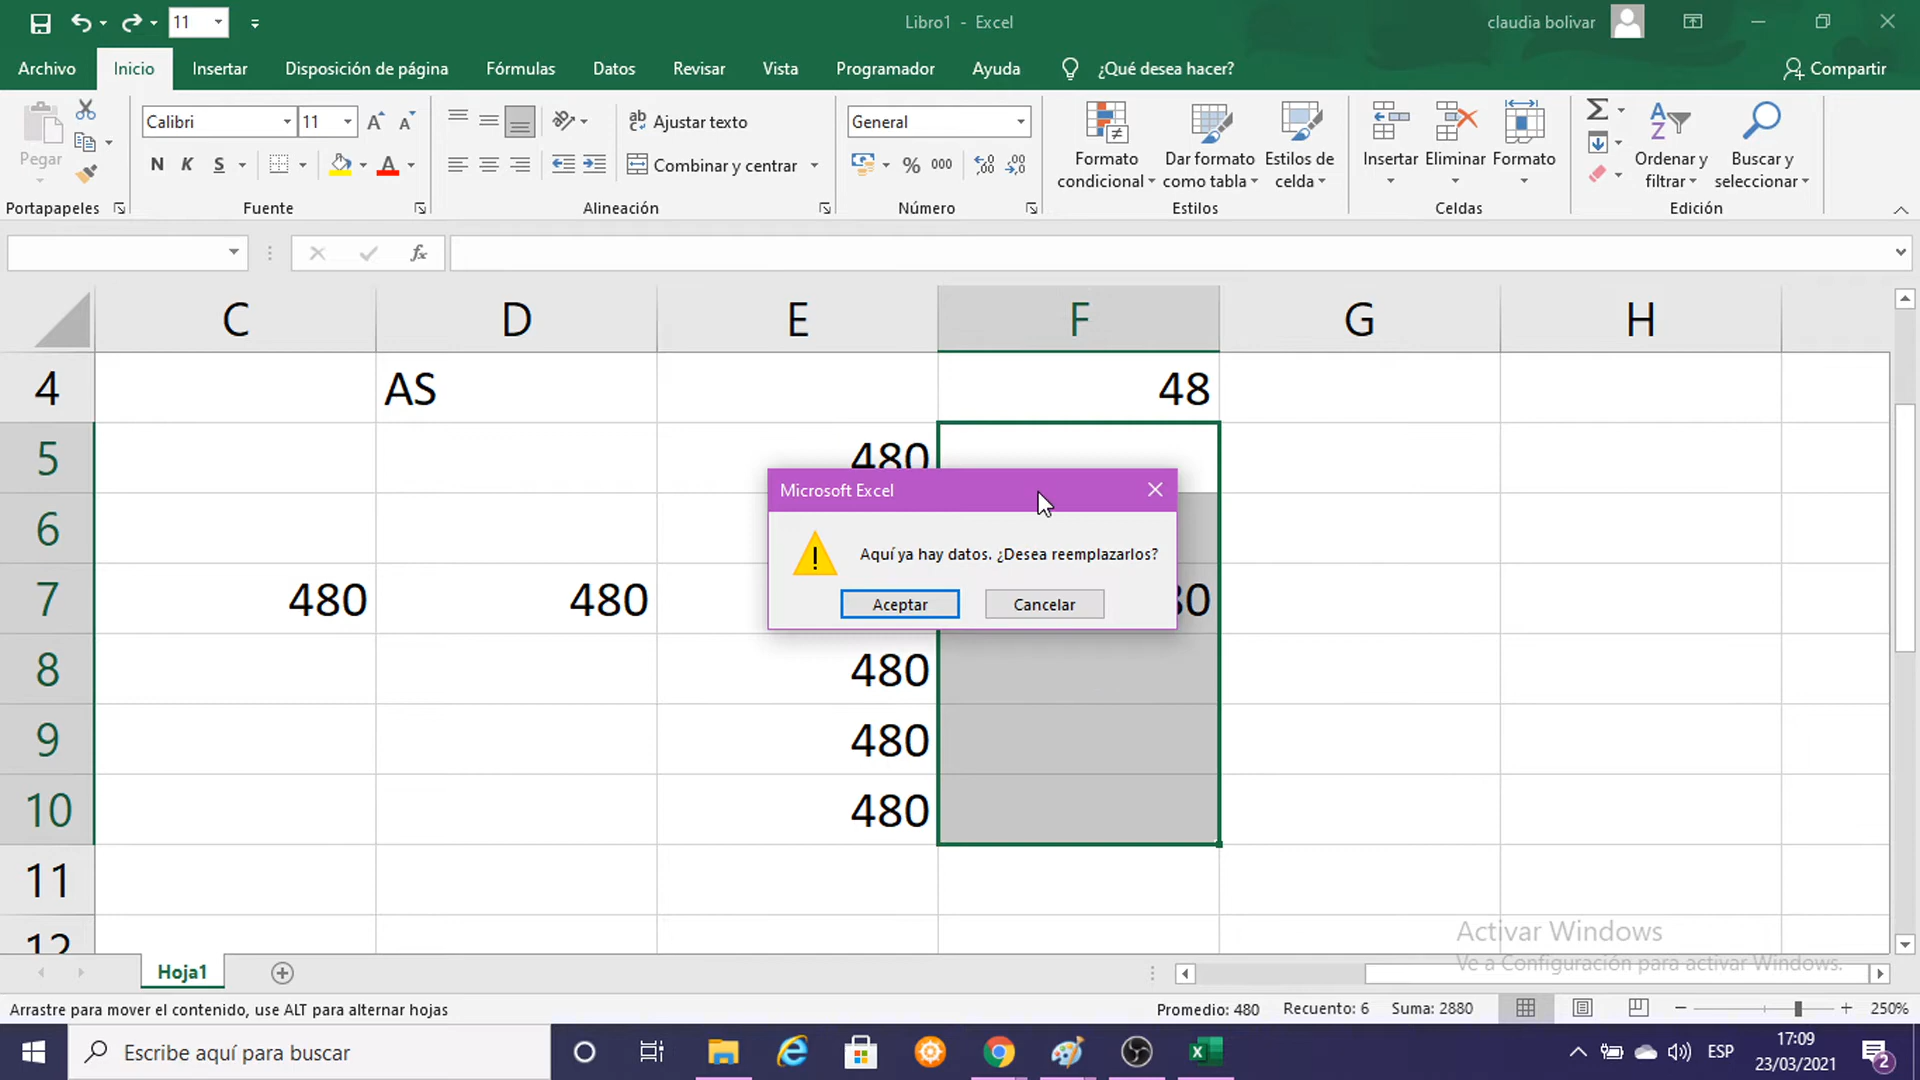 11
Libro1 - Excel
claudia bolivar
Archivo
Inicio
Insertar
Disposición de página
Fórmulas
Datos
Revisar
Vista
Programador
Ayuda
¿Qué desea hacer?
Compartir
Pegar
Portapapeles
Calibri
11
N K S
Fuente
Ajustar texto
Combinar y centrar
Alineación
General
% 000
Número
Formato condicional
Dar formato como tabla
Estilos de celda
Estilos
Insertar
Eliminar
Formato
Celdas
Ordenar y filtrar
Buscar y seleccionar
Edición
fx
C D E F G H
4 AS 48
5 480
6
7 480 480
8 480
9 480
10 480
11
12
Microsoft Excel
Aquí ya hay datos. ¿Desea reemplazarlos?
Aceptar
Cancelar
Activar Windows
Ve a Configuración para activar Windows.
Hoja1
Arrastre para mover el contenido, use ALT para alternar hojas
Promedio: 480
Recuento: 6
Suma: 2880
250%
Escribe aquí para buscar
ESP
17:09
23/03/2021
2